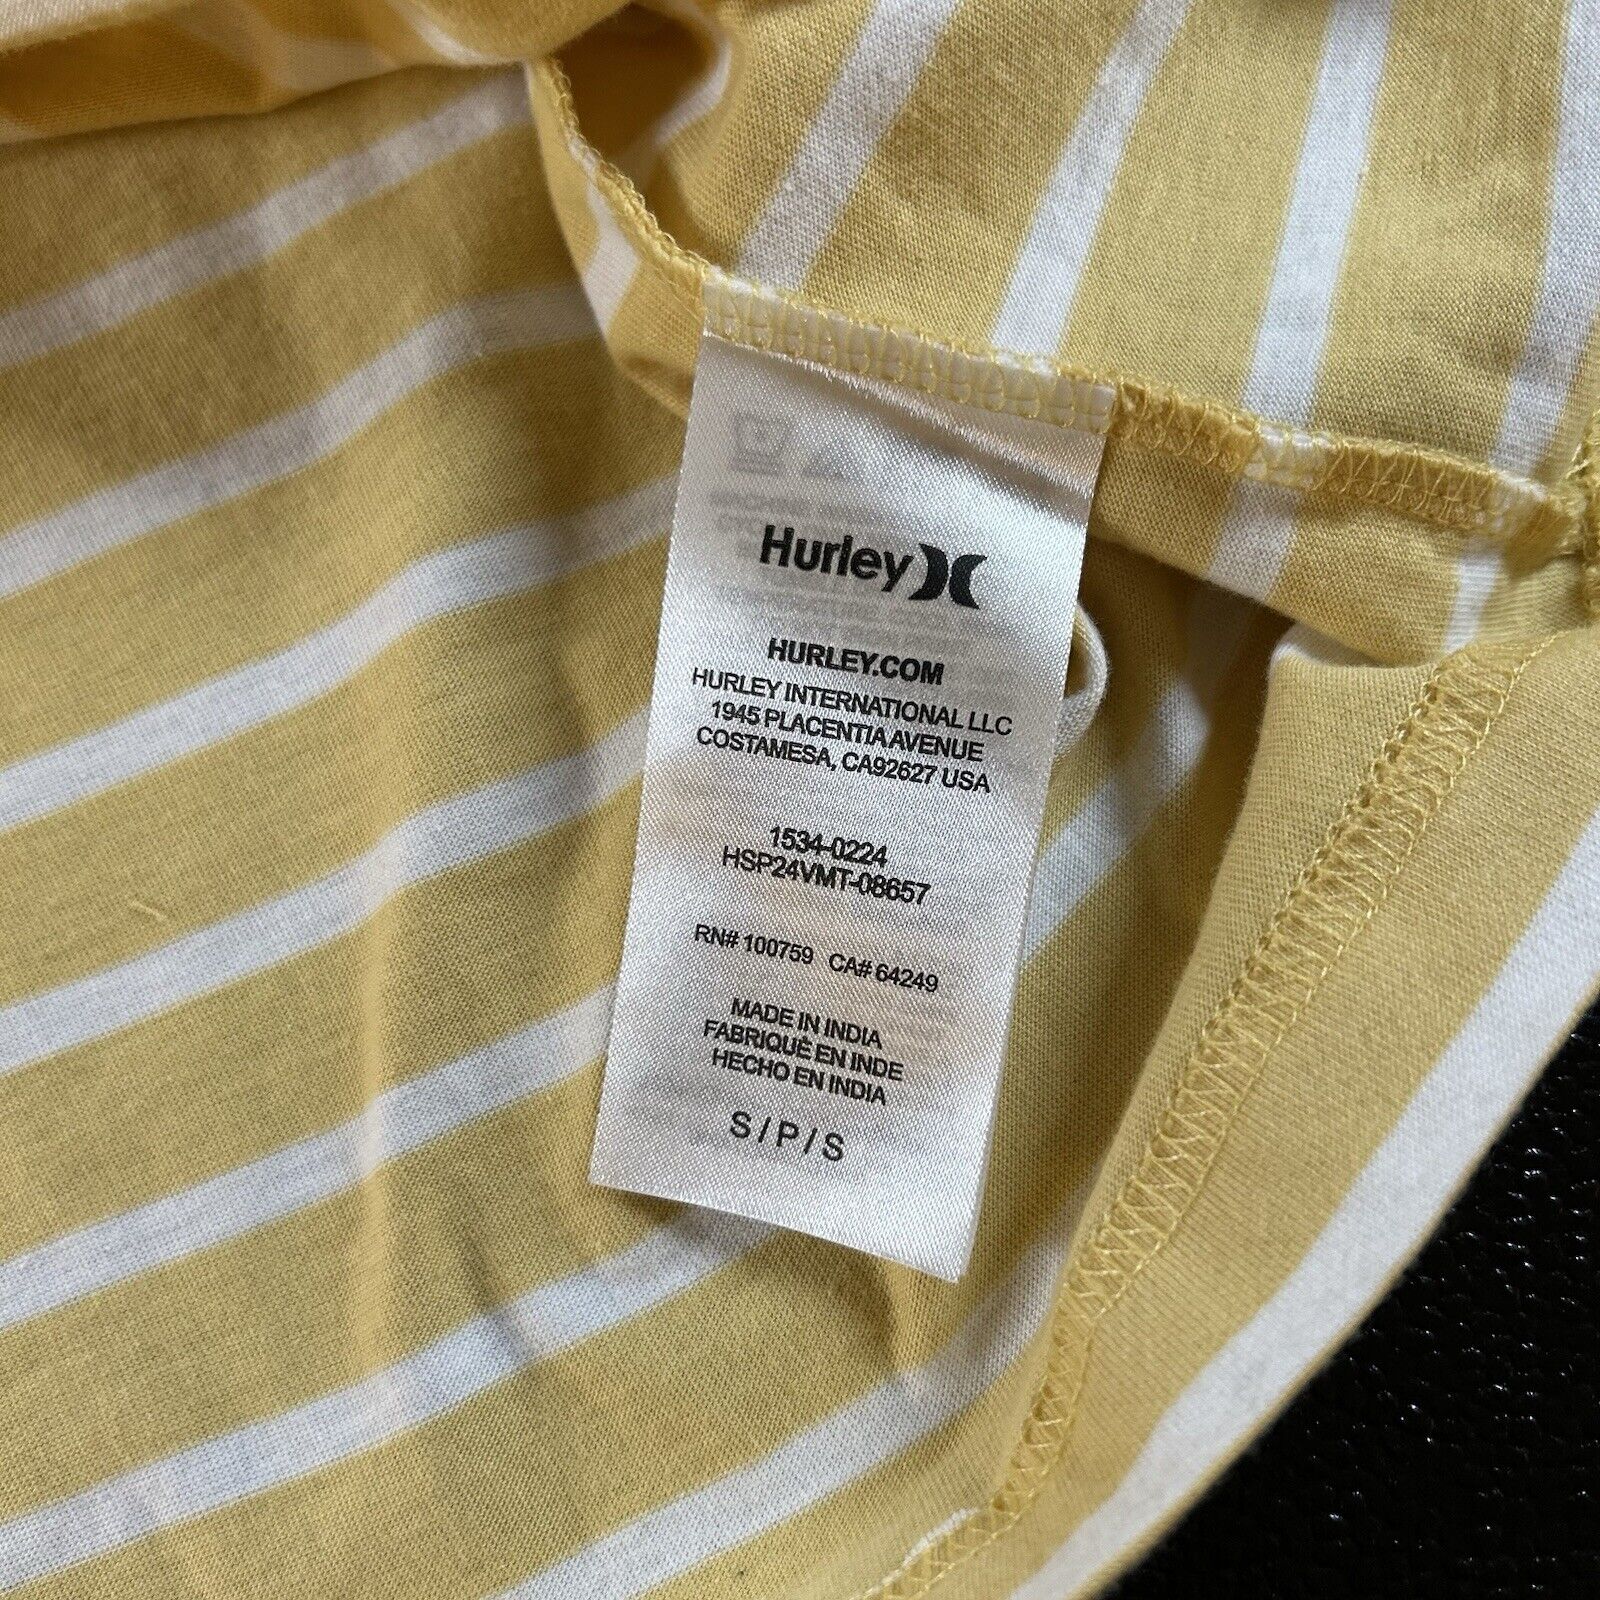 Hurley
HURLEY.COM
HURLEY INTERNATIONAL LLC
1945 PLACENTIA AVENUE
COSTAMESA, CA92627 USA
1534-0224
HSP24VMT-08657
RN# 100759 CA# 64249
MADE IN INDIA
FABRIQUÈ EN INDE
HECHO EN INDIA
S / P / S